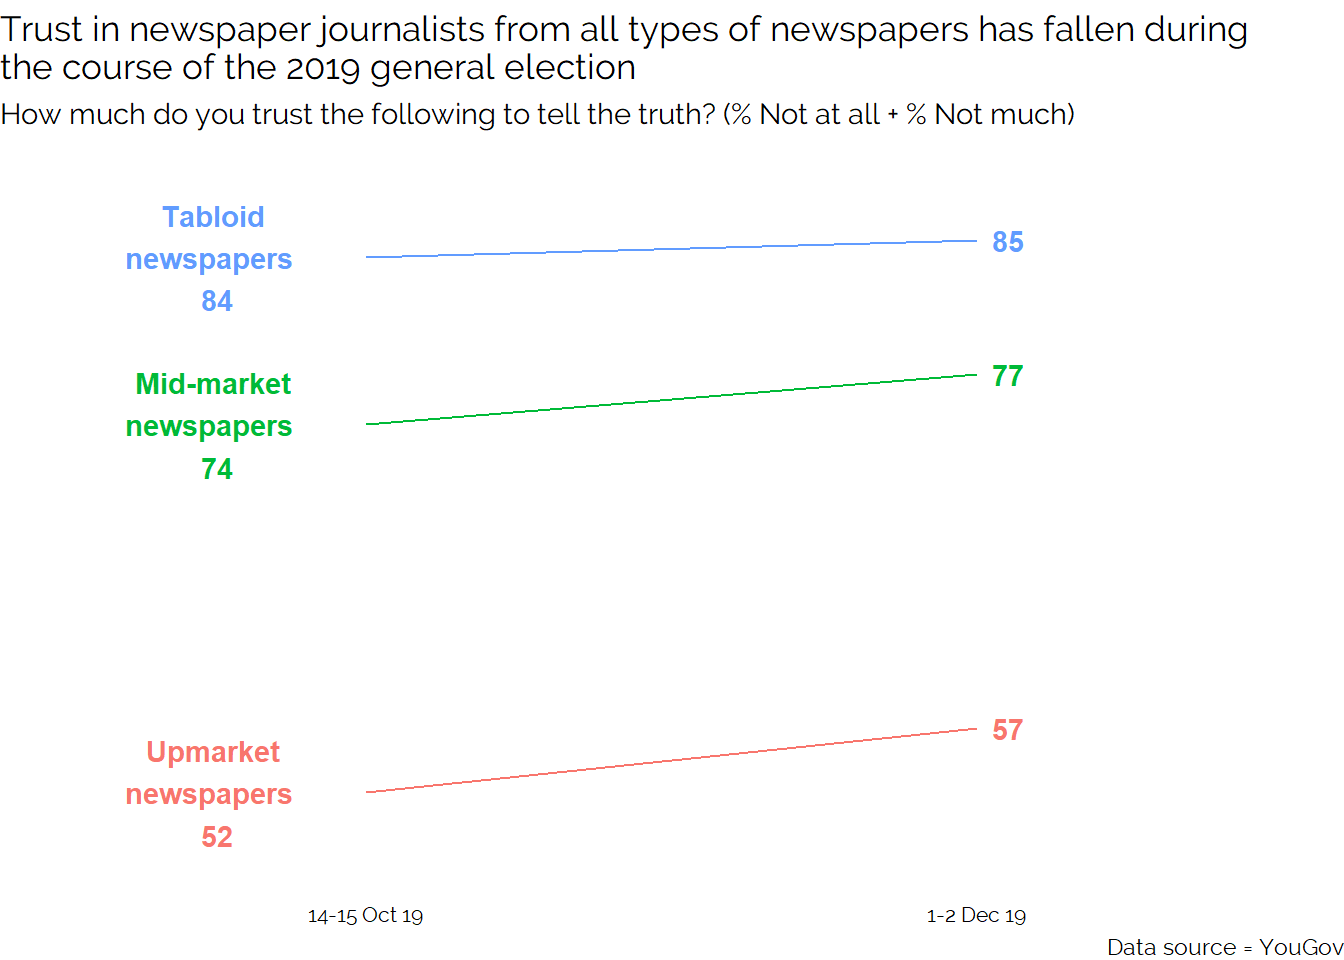 Trust in newspaper journalists from all types of newspapers has fallen during
the course of the 2019 general election
How much do you trust the following to tell the truth? (% Not at all + % Not much)
Tabloid
newspapers
84
85
Mid-market
newspapers
74
77
Upmarket
newspapers
52
57
14-15 Oct 19
1-2 Dec 19
Data source = YouGov